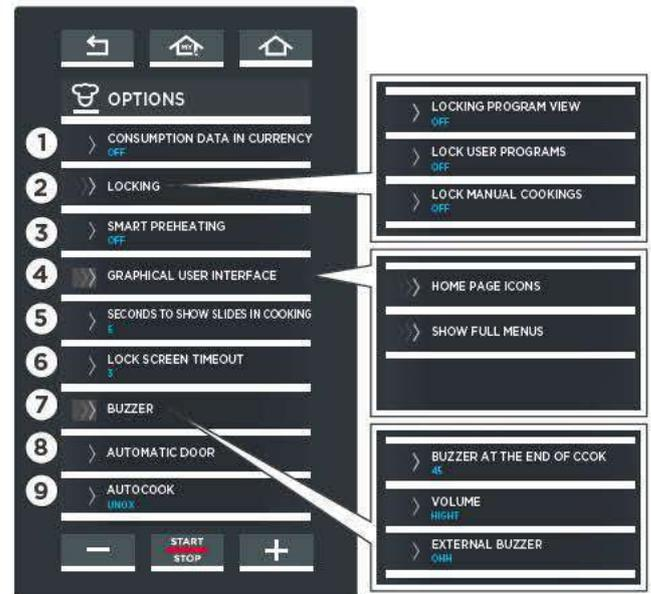 MY
OPTIONS
1
CONSUMPTION DATA IN CURRENCY
OFF
2
LOCKING
3
SMART PREHEATING
OFF
4
GRAPHICAL USER INTERFACE
5
SECONDS TO SHOW SLIDES IN COOKING
6
LOCK SCREEN TIMEOUT
3
7
BUZZER
8
AUTOMATIC DOOR
9
AUTOCOOK
UNOX
START
STOP
LOCKING PROGRAM VIEW
OFF
LOCK USER PROGRAMS
OFF
LOCK MANUAL COOKINGS
OFF
HOME PAGE ICONS
SHOW FULL MENUS
BUZZER AT THE END OF CCOK
45
VOLUME
HIGHT
EXTERNAL BUZZER
OHH